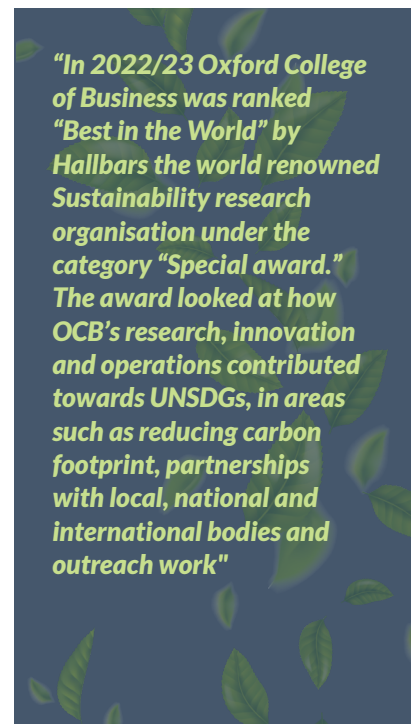 “In 2022/23 Oxford College
of Business was ranked
“Best in the World” by
Hallbars the world renowned
Sustainability research
organisation under the
category “Special award.”
The award looked at how
OCB’s research, innovation
and operations contributed
towards UNSDGs, in areas
such as reducing carbon
footprint, partnerships
with local, national and
international bodies and
outreach work"